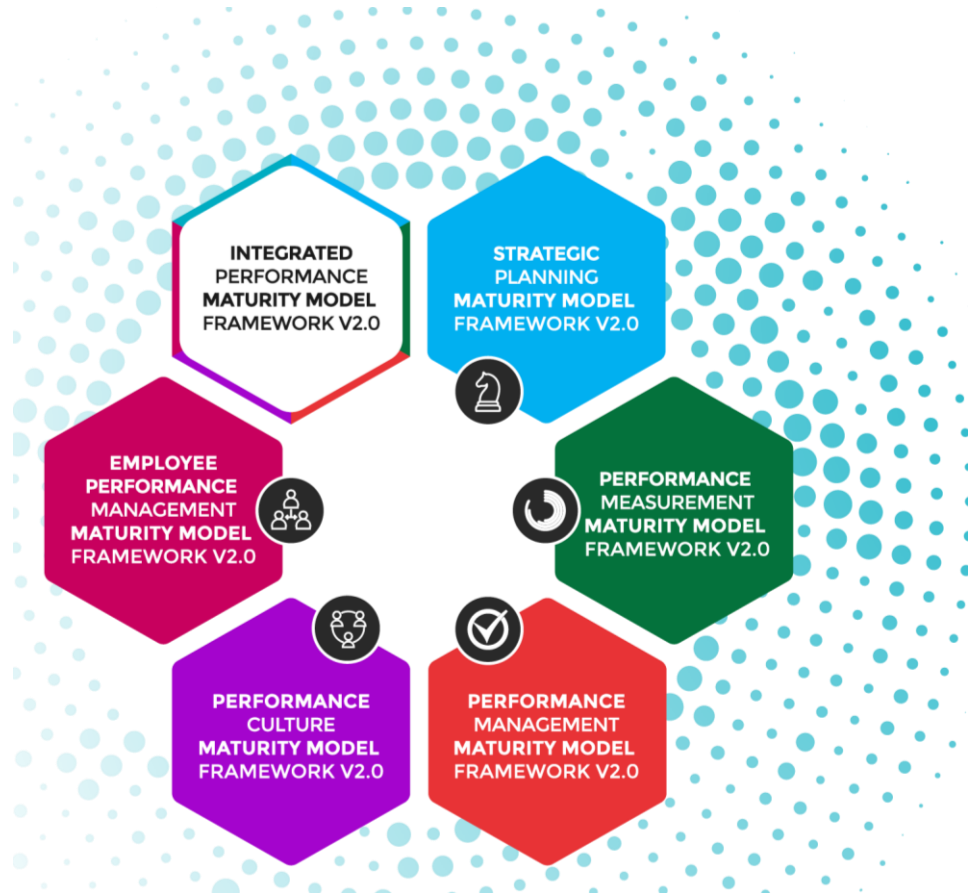 INTEGRATED
PERFORMANCE
MATURITY MODEL
FRAMEWORK V2.0
STRATEGIC
PLANNING
MATURITY MODEL
FRAMEWORK V2.0
EMPLOYEE
PERFORMANCE
MANAGEMENT
MATURITY MODEL
FRAMEWORK V2.0
PERFORMANCE
MEASUREMENT
MATURITY MODEL
FRAMEWORK V2.0
PERFORMANCE
CULTURE
MATURITY MODEL
FRAMEWORK V2.0
PERFORMANCE
MANAGEMENT
MATURITY MODEL
FRAMEWORK V2.0